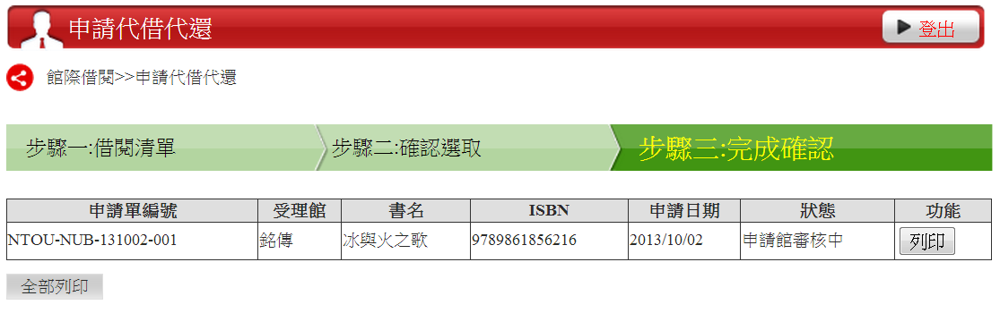 申請代借代還
登出
館際借閱>>申請代借代還
步驟一:借閱清單
步驟二:確認選取
步驟三:完成確認
申請單編號 受理館 書名 ISBN 申請日期 狀態 功能
NTOU-NUB-131002-001 銘傳 冰與火之歌 9789861856216 2013/10/02 申請館審核中 列印
全部列印